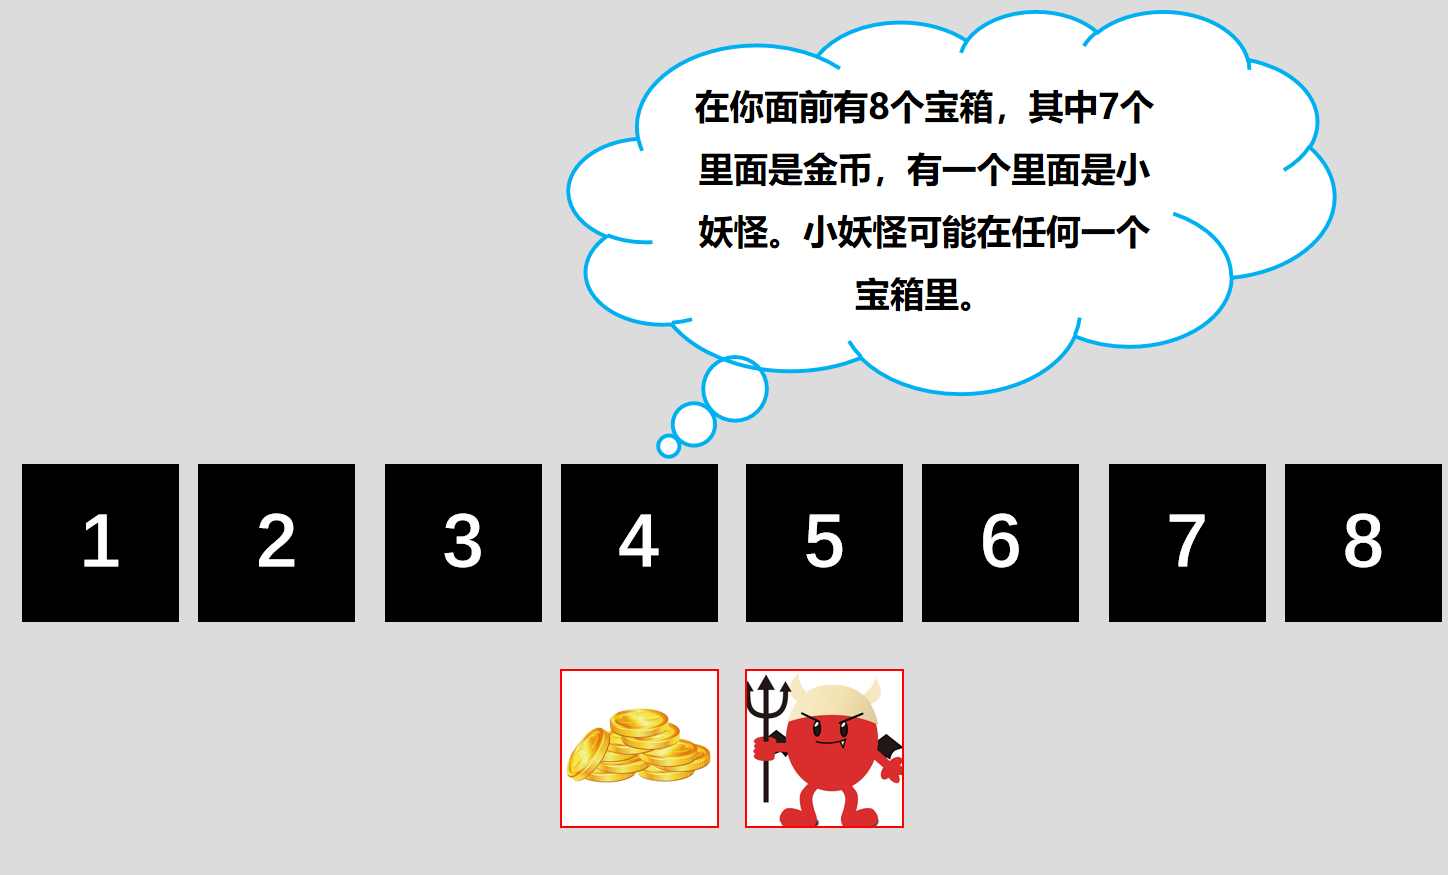 在你面前有8个宝箱，其中7个
里面是金币，有一个里面是小
妖怪。小妖怪可能在任何一个
宝箱里。
1 2 3 4 5 6 7 8